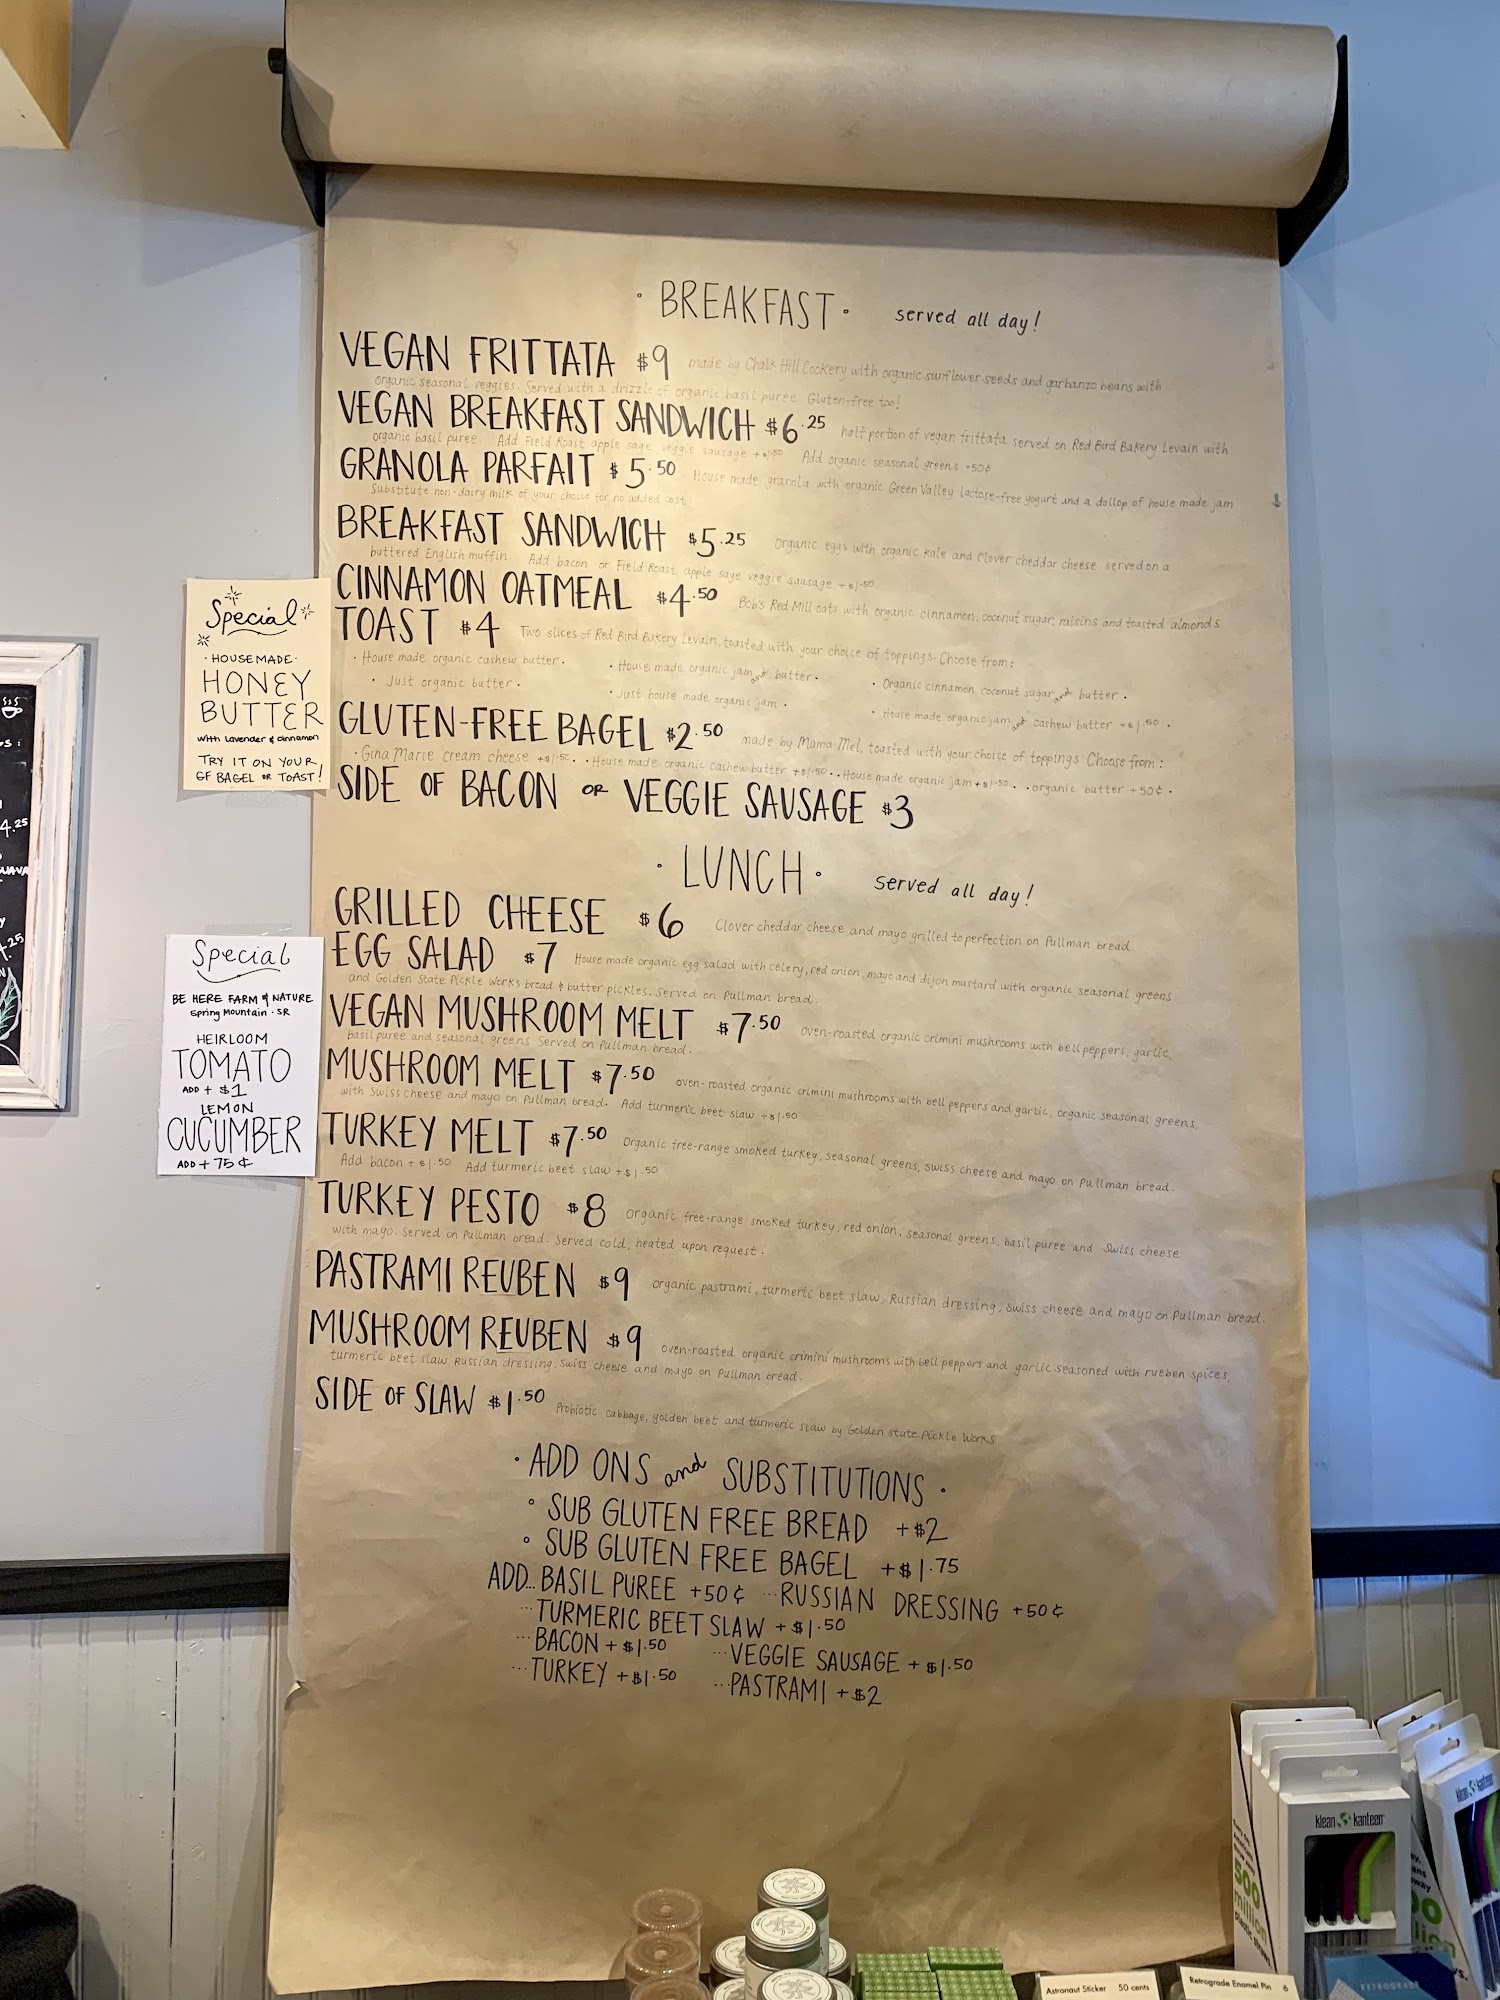 · BREAKFAST · served all day!
VEGAN FRITTATA $9 made by Chalk Hill Cookery with organic sunflower seeds and garbanzo beans with
organic seasonal veggies. Served with a drizzle of organic basil puree. Gluten-free too!
VEGAN BREAKFAST SANDWICH $6.25 half portion of vegan frittata served on Red Bird Bakery Levain with
organic basil puree. Add Field Roast apple sage veggie sausage +$1.50 Add organic seasonal greens +50¢
GRANOLA PARFAIT $5.50 House made granola with organic Green Valley lactose-free yogurt and a dollop of house made jam
Substitute non-dairy milk of your choice for no added cost
BREAKFAST SANDWICH $5.25 Organic eggs with organic kale and Clover cheddar cheese served on a
buttered English muffin Add bacon or Field Roast apple sage veggie sausage +$1.50
CINNAMON OATMEAL $4.50 Bob's Red Mill oats with organic cinnamon, coconut sugar, raisins and toasted almonds
TOAST $4 Two slices of Red Bird Bakery Levain, toasted with your choice of toppings. Choose from:
· House made organic cashew butter · · House made organic jam and butter · · Organic cinnamon coconut sugar and butter ·
· Just organic butter · · Just house made organic jam · · House made organic jam and cashew butter +$1.50 ·
GLUTEN-FREE BAGEL $2.50 made by Mama Mel, toasted with your choice of toppings Choose from:
· Gina Marie cream cheese +$1.50 · · House made organic cashew butter +$1.50 · · House made organic jam +$1.50 · · organic butter +50¢ ·
SIDE OF BACON OR VEGGIE SAUSAGE $3
· LUNCH · served all day!
GRILLED CHEESE $6 Clover cheddar cheese and mayo grilled to perfection on Pullman bread
EGG SALAD $7 House made organic egg salad with celery, red onion, mayo and dijon mustard with organic seasonal greens
and Golden State Pickle Works bread & butter pickles. Served on Pullman bread.
VEGAN MUSHROOM MELT $7.50 oven-roasted organic crimini mushrooms with bell peppers, garlic,
basil puree and seasonal greens Served on Pullman bread.
MUSHROOM MELT $7.50 oven-roasted organic crimini mushrooms with bell peppers and garlic, organic seasonal greens,
with Swiss cheese and mayo on Pullman bread. Add turmeric beet slaw +$1.50
TURKEY MELT $7.50 Organic free-range smoked turkey, seasonal greens, swiss cheese and mayo on Pullman bread.
Add bacon +$1.50 Add turmeric beet slaw +$1.50
TURKEY PESTO $8 Organic free-range smoked turkey, red onion, seasonal greens, basil puree and Swiss cheese
with mayo. Served on Pullman bread. Served cold, heated upon request.
PASTRAMI REUBEN $9 organic pastrami, turmeric beet slaw, Russian dressing, Swiss cheese and mayo on Pullman bread.
MUSHROOM REUBEN $9 oven-roasted organic crimini mushrooms with bell peppers and garlic seasoned with rueben spices,
turmeric beet slaw, Russian dressing, Swiss cheese and mayo on Pullman bread.
SIDE OF SLAW $1.50 Probiotic cabbage, golden beet and turmeric slaw by Golden State Pickle Works
· ADD ONS and SUBSTITUTIONS ·
· SUB GLUTEN FREE BREAD +$2
· SUB GLUTEN FREE BAGEL +$1.75
ADD... BASIL PUREE +50¢ ...RUSSIAN DRESSING +50¢
...TURMERIC BEET SLAW +$1.50
...BACON +$1.50 ...VEGGIE SAUSAGE +$1.50
...TURKEY +$1.50 ...PASTRAMI +$2
Special
· HOUSEMADE ·
HONEY
BUTTER
with Lavender & cinnamon
TRY IT ON YOUR
GF BAGEL OR TOAST!
Special
BE HERE FARM & NATURE
Spring Mountain · SR
HEIRLOOM
TOMATO
ADD + $1
LEMON
CUCUMBER
ADD + 75¢
4.25
.25
klean kanteen
klean kanteen
500
million
plastic straws
Astronaut Sticker 50 cents
Retrograde Enamel Pin 6
RETROGRADE